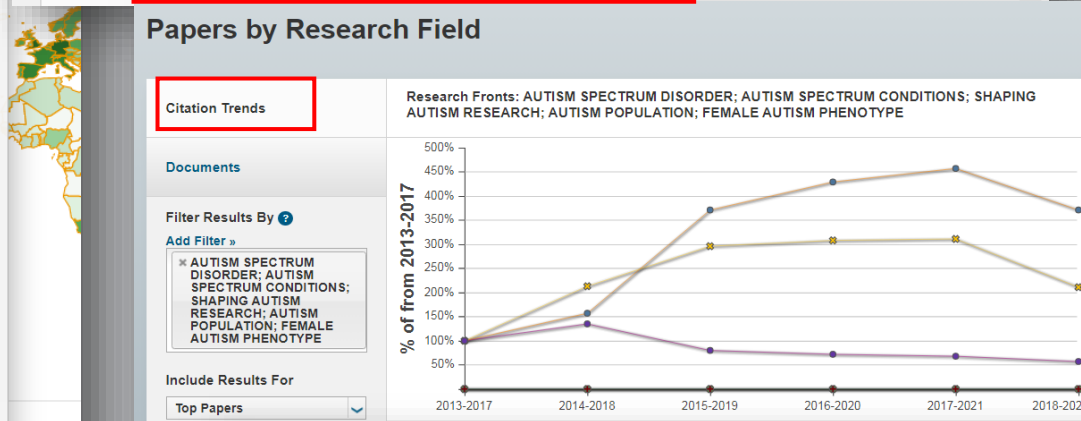 Papers by Research Field
Citation Trends
Documents
Filter Results By ?
Add Filter »
× AUTISM SPECTRUM
DISORDER; AUTISM
SPECTRUM CONDITIONS;
SHAPING AUTISM
RESEARCH; AUTISM
POPULATION; FEMALE
AUTISM PHENOTYPE
Include Results For
Top Papers
Research Fronts: AUTISM SPECTRUM DISORDER; AUTISM SPECTRUM CONDITIONS; SHAPING
AUTISM RESEARCH; AUTISM POPULATION; FEMALE AUTISM PHENOTYPE
% of from 2013-2017
500%
450%
400%
350%
300%
250%
200%
150%
100%
50%
2013-2017 2014-2018 2015-2019 2016-2020 2017-2021 2018-202